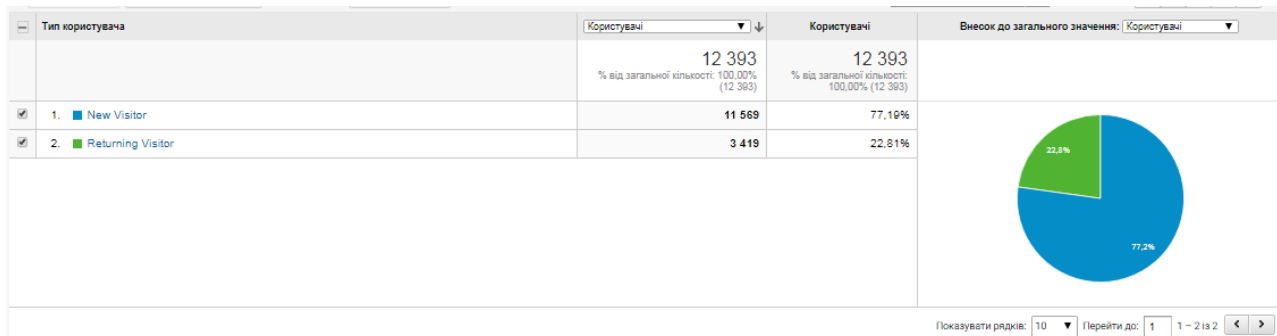 Тип користувача
Користувачі
Користувачі
Внесок до загального значення: Користувачі
12 393
% від загальної кількості: 100,00%
(12 393)
12 393
% від загальної кількості:
100,00% (12 393)
1. New Visitor 11 569 77,19%
2. Returning Visitor 3 419 22,81%
22,8%
77,2%
Показувати рядків: 10 Перейти до: 1 1 – 2 із 2